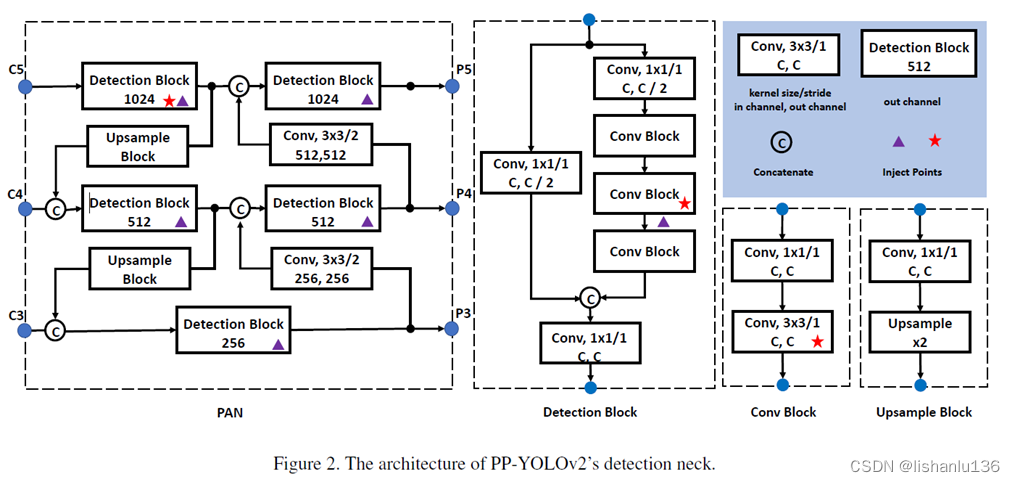 C5
Detection Block
1024
C
Detection Block
1024
P5
Upsample
Block
Conv, 3x3/2
512,512
C4
C
Detection Block
512
C
Detection Block
512
P4
Upsample
Block
Conv, 3x3/2
256, 256
C3
C
Detection Block
256
P3
PAN
Conv, 1x1/1
C, C / 2
Conv Block
Conv, 1x1/1
C, C / 2
Conv Block
Conv Block
C
Conv, 1x1/1
C, C
Detection Block
Conv, 3x3/1
C, C
kernel size/stride
in channel, out channel
Detection Block
512
out channel
C
Concatenate
Inject Points
Conv, 1x1/1
C, C
Conv, 3x3/1
C, C
Conv Block
Conv, 1x1/1
C, C
Upsample
x2
Upsample Block
Figure 2. The architecture of PP-YOLOv2's detection neck.
CSDN @lishanlu136